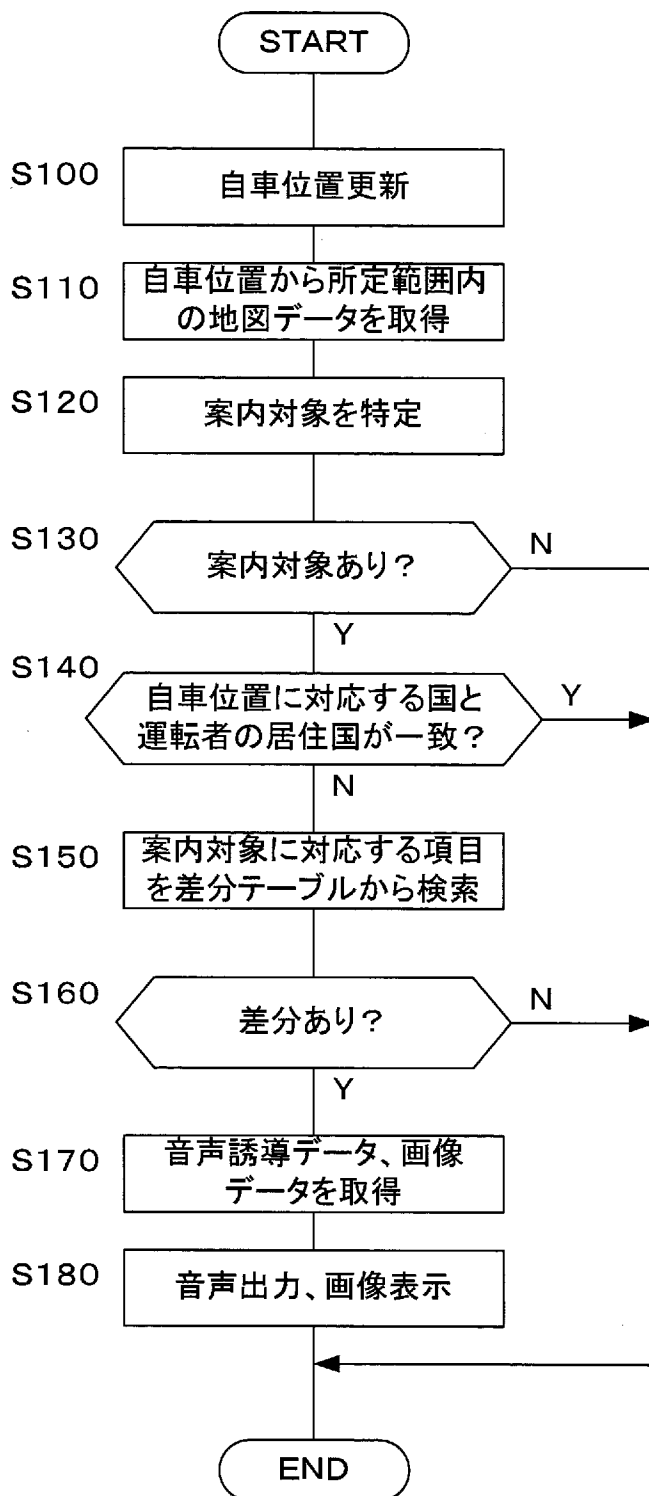 START
S100
自車位置更新
S110
自車位置から所定範囲内
の地図データを取得
S120
案内対象を特定
S130
案内対象あり？
N
Y
S140
自車位置に対応する国と
運転者の居住国が一致？
Y
N
S150
案内対象に対応する項目
を差分テーブルから検索
S160
差分あり？
N
Y
S170
音声誘導データ、画像
データを取得
S180
音声出力、画像表示
END